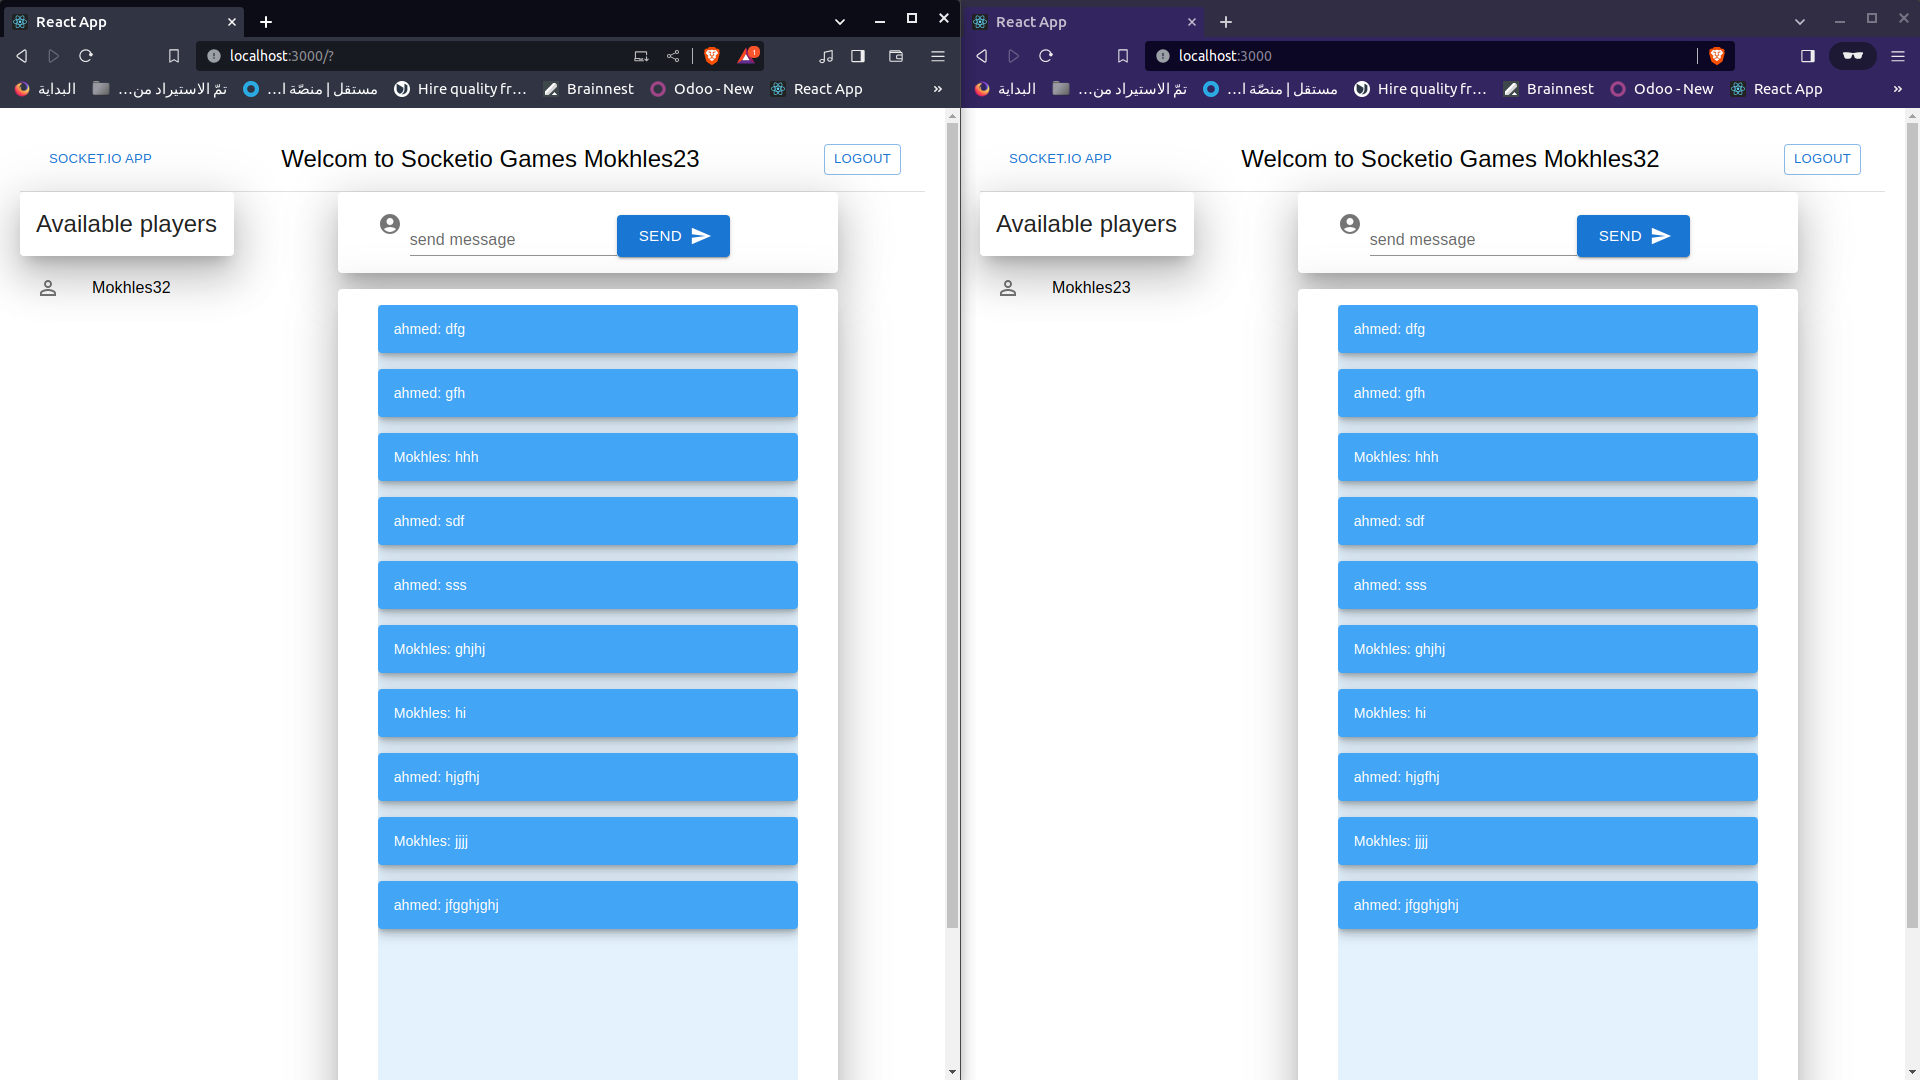 React App
localhost:3000/?
1
البداية
تمّ الاستيراد من...
مستقل | منصّة ا...
Hire quality fr...
Brainnest
Odoo - New
React App
»
SOCKET.IO APP
Welcom to Socketio Games Mokhles23
LOGOUT
Available players
Mokhles32
send message
SEND
ahmed: dfg
ahmed: gfh
Mokhles: hhh
ahmed: sdf
ahmed: sss
Mokhles: ghjhj
Mokhles: hi
ahmed: hjgfhj
Mokhles: jjjj
ahmed: jfgghjghj
React App
localhost:3000
البداية
تمّ الاستيراد من...
مستقل | منصّة ا...
Hire quality fr...
Brainnest
Odoo - New
React App
»
SOCKET.IO APP
Welcom to Socketio Games Mokhles32
LOGOUT
Available players
Mokhles23
send message
SEND
ahmed: dfg
ahmed: gfh
Mokhles: hhh
ahmed: sdf
ahmed: sss
Mokhles: ghjhj
Mokhles: hi
ahmed: hjgfhj
Mokhles: jjjj
ahmed: jfgghjghj